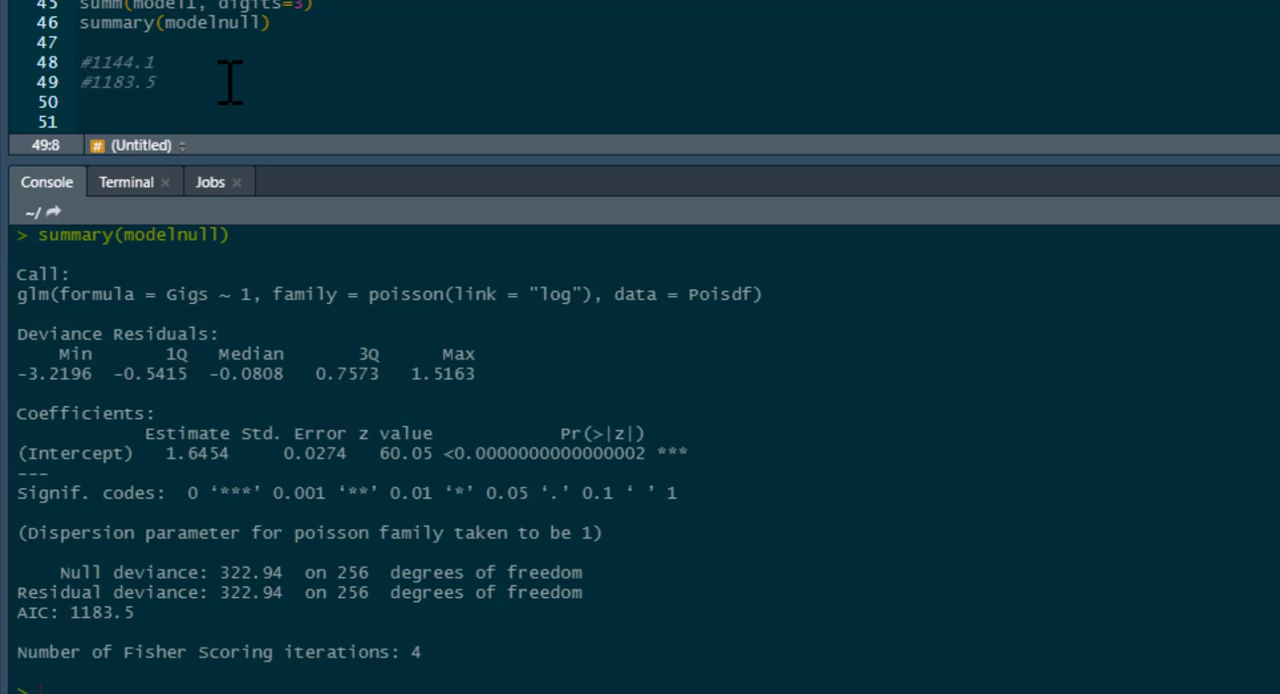 45 summ(model1, digits=3)
46 summary(modelnull)
47
48 #1144.1
49 #1183.5
50
51
49:8 # (Untitled)
Console Terminal Jobs
~/
> summary(modelnull)
Call:
glm(formula = Gigs ~ 1, family = poisson(link = "log"), data = Poisdf)
Deviance Residuals:
Min 1Q Median 3Q Max
-3.2196 -0.5415 -0.0808 0.7573 1.5163
Coefficients:
Estimate Std. Error z value Pr(>|z|)
(Intercept) 1.6454 0.0274 60.05 <0.0000000000000002 ***
---
Signif. codes: 0 ‘***’ 0.001 ‘**’ 0.01 ‘*’ 0.05 ‘.’ 0.1 ‘ ’ 1
(Dispersion parameter for poisson family taken to be 1)
Null deviance: 322.94 on 256 degrees of freedom
Residual deviance: 322.94 on 256 degrees of freedom
AIC: 1183.5
Number of Fisher Scoring iterations: 4
>